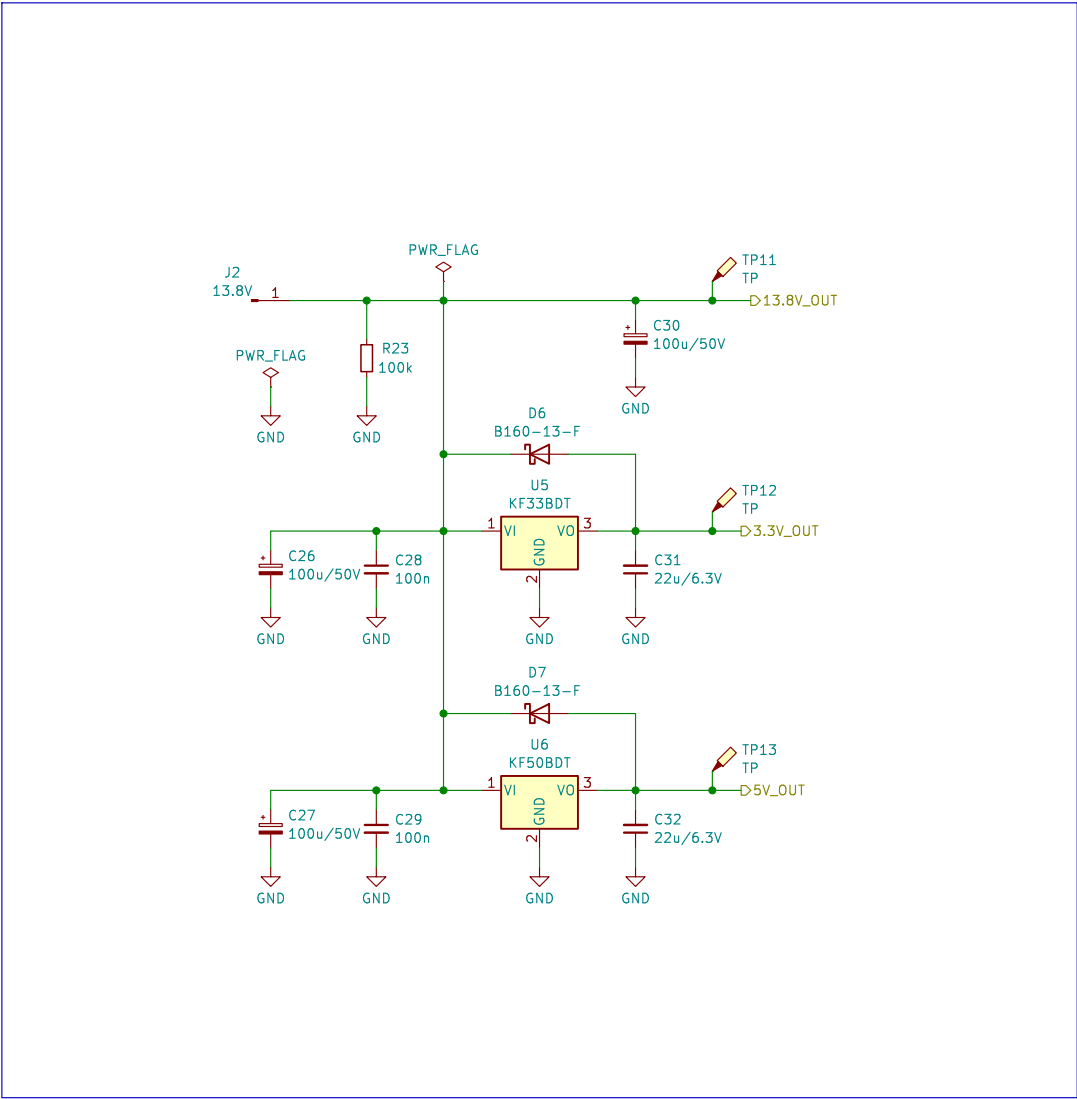 PWR_FLAG
J2
13.8V
1
TP11
TP
13.8V_OUT
C30
100u/50V
GND
PWR_FLAG
GND
R23
100k
GND
D6
B160-13-F
U5
KF33BDT
1
VI
VO
3
GND
2
GND
TP12
TP
3.3V_OUT
C26
100u/50V
GND
C28
100n
GND
C31
22u/6.3V
GND
D7
B160-13-F
U6
KF50BDT
1
VI
VO
3
GND
2
GND
TP13
TP
5V_OUT
C27
100u/50V
GND
C29
100n
GND
C32
22u/6.3V
GND